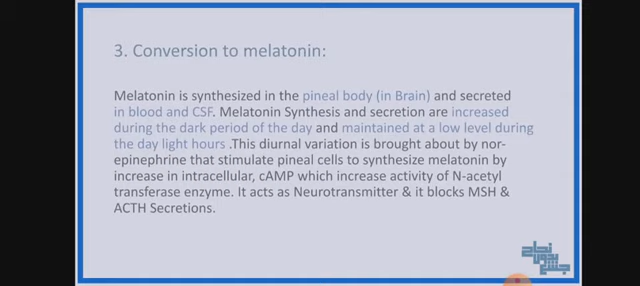 3. Conversion to melatonin:
Melatonin is synthesized in the pineal body (in Brain) and secreted
in blood and CSF. Melatonin Synthesis and secretion are increased
during the dark period of the day and maintained at a low level during
the day light hours .This diurnal variation is brought about by nor-
epinephrine that stimulate pineal cells to synthesize melatonin by
increase in intracellular, cAMP which increase activity of N-acetyl
transferase enzyme. It acts as Neurotransmitter & it blocks MSH &
ACTH Secretions.